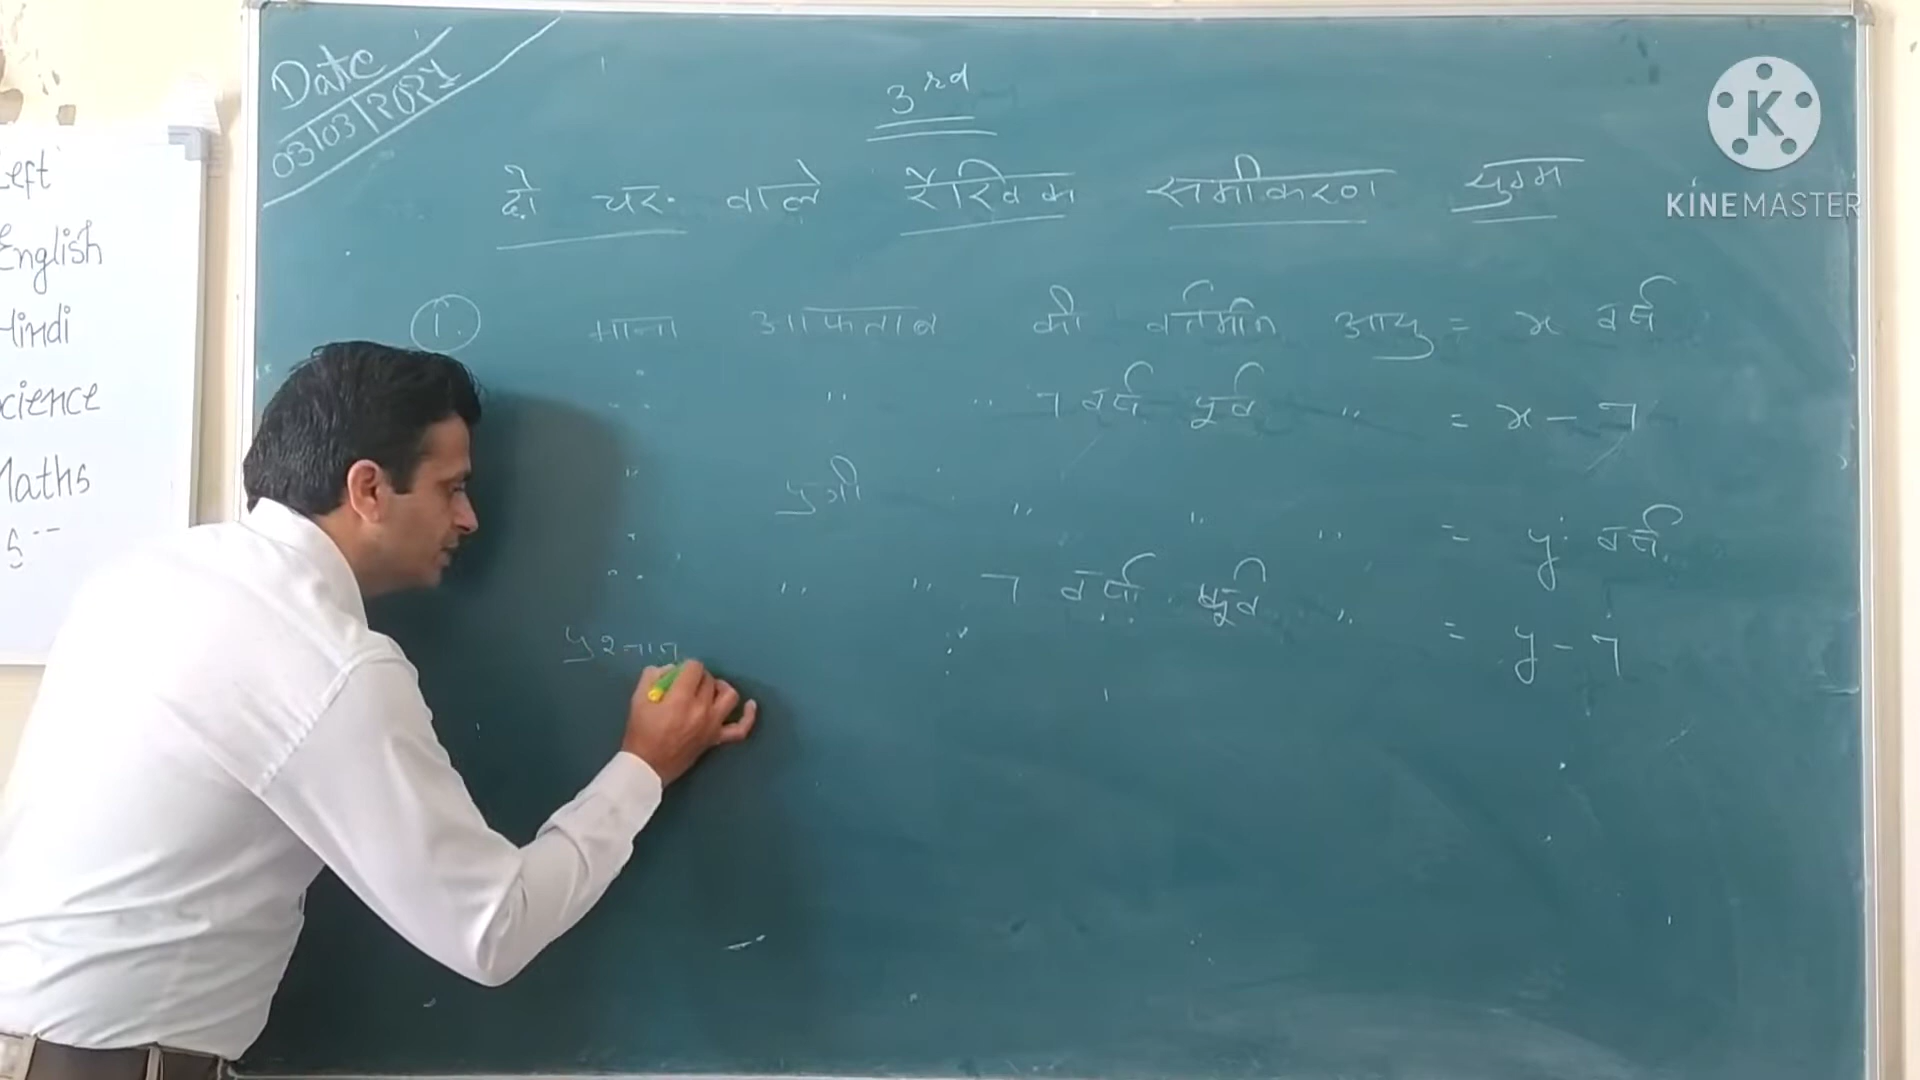 Date
03/03/2021
3rd
दो चर वाले रैखिक समीकरण युग्म
1. माना आफताब की वर्तमान आयु = x वर्ष
" " " 7 वर्ष पूर्व " = x - 7
" पुत्री " " " = y वर्ष
" " " 7 वर्ष पूर्व " = y - 7
प्रश्नान
Left
English
Hindi
Science
Maths
K
KINEMASTER